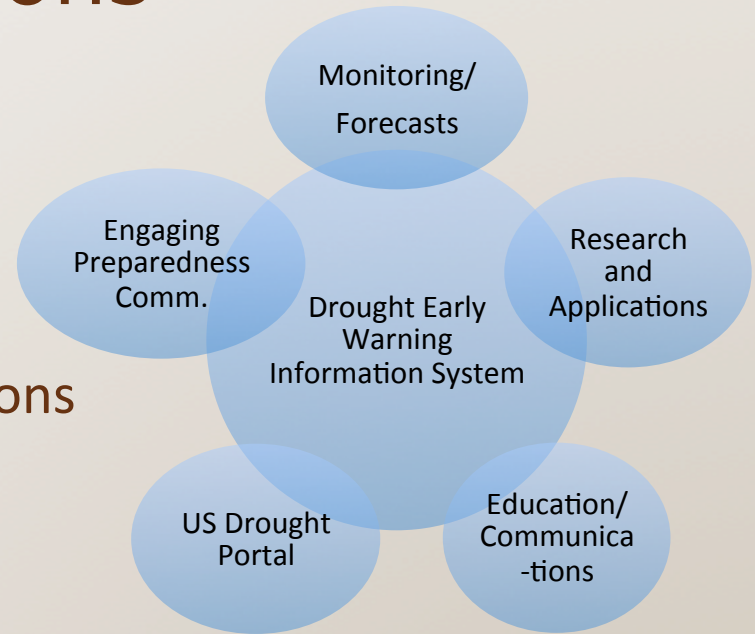 ons
Monitoring/
Forecasts
Engaging
Preparedness
Comm.
Research
and
Applications
Drought Early
Warning
Information System
ons
US Drought
Portal
Education/
Communica
-tions